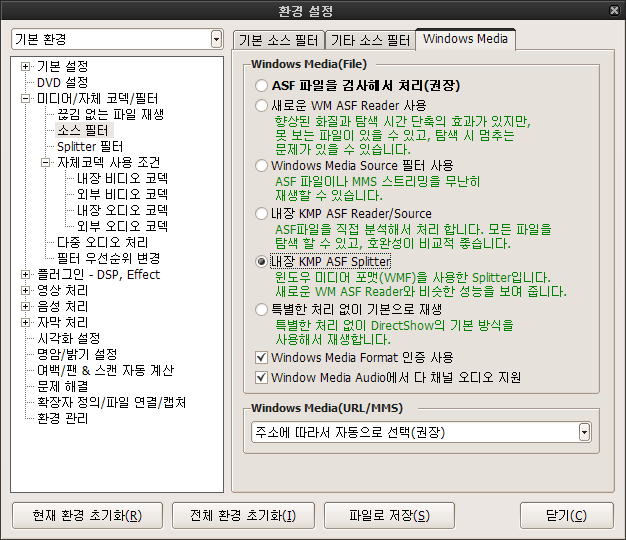 환경 설정
기본 환경
기본 설정
DVD 설정
미디어/자체 코덱/필터
끊김 없는 파일 재생
소스 필터
Splitter 필터
자체코덱 사용 조건
내장 비디오 코덱
외부 비디오 코덱
내장 오디오 코덱
외부 오디오 코덱
다중 오디오 처리
필터 우선순위 변경
플러그인 - DSP, Effect
영상 처리
음성 처리
자막 처리
시각화 설정
명암/밝기 설정
여백/팬 & 스캔 자동 계산
문제 해결
확장자 정의/파일 연결/캡처
환경 관리
기본 소스 필터 기타 소스 필터 Windows Media
Windows Media(File)
ASF 파일을 검사해서 처리(권장)
새로운 WM ASF Reader 사용
향상된 화질과 탐색 시간 단축의 효과가 있지만,
못 보는 파일이 있을 수 있고, 탐색 시 멈추는
문제가 있을 수 있습니다.
Windows Media Source 필터 사용
ASF 파일이나 MMS 스트리밍을 무난히
재생할 수 있습니다.
내장 KMP ASF Reader/Source
ASF파일을 직접 분석해서 처리 합니다. 모든 파일을
탐색 할 수 있고, 호완성이 비교적 좋습니다.
내장 KMP ASF Splitter
윈도우 미디어 포맷(WMF)을 사용한 Splitter입니다.
새로운 WM ASF Reader와 비슷한 성능을 보여 줍니다.
특별한 처리 없이 기본으로 재생
특별한 처리 없이 DirectShow의 기본 방식을
사용해서 재생합니다.
Windows Media Format 인증 사용
Window Media Audio에서 다 채널 오디오 지원
Windows Media(URL/MMS)
주소에 따라서 자동으로 선택(권장)
현재 환경 초기화(R) 전체 환경 초기화(I) 파일로 저장(S) 닫기(C)